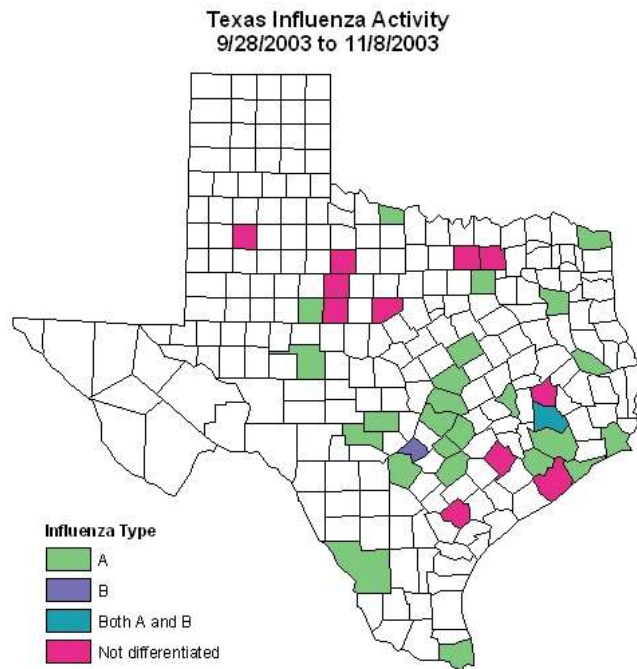 Texas Influenza Activity
9/28/2003 to 11/8/2003
Influenza Type
A
B
Both A and B
Not differentiated